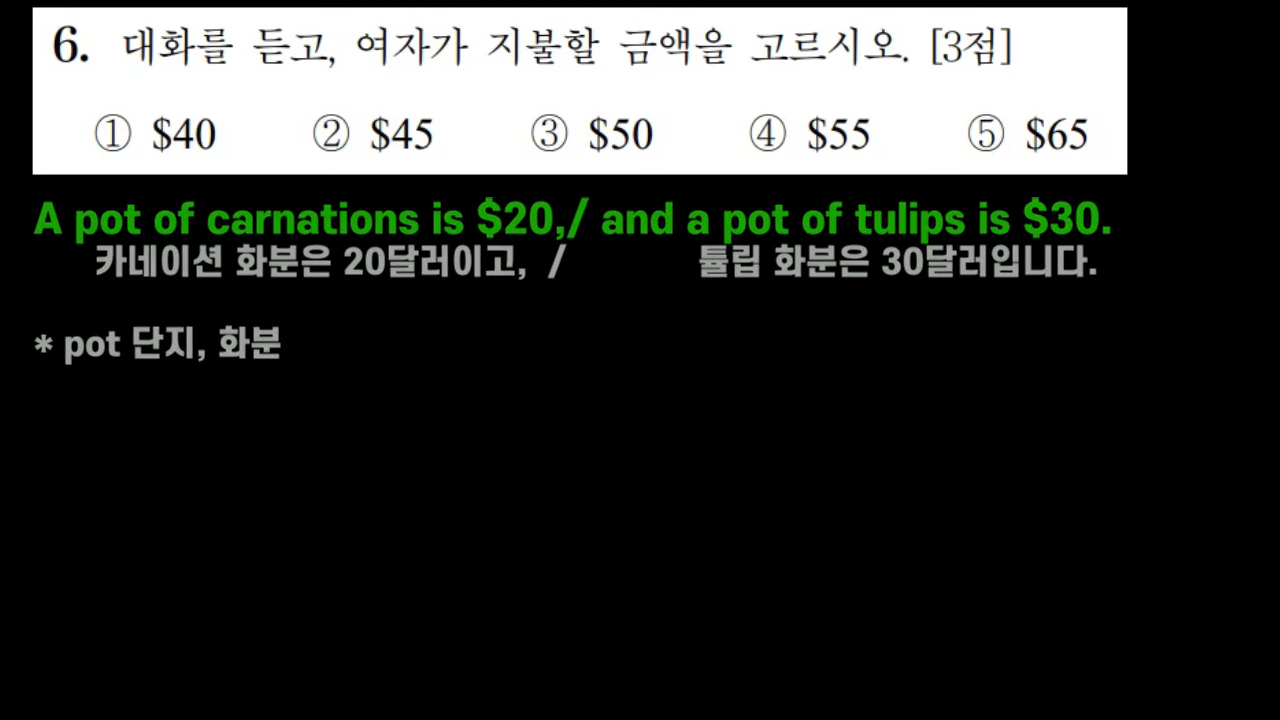 6. 대화를 듣고, 여자가 지불할 금액을 고르시오. [3점]
① $40 ② $45 ③ $50 ④ $55 ⑤ $65
A pot of carnations is $20,/ and a pot of tulips is $30.
카네이션 화분은 20달러이고, / 튤립 화분은 30달러입니다.
* pot 단지, 화분